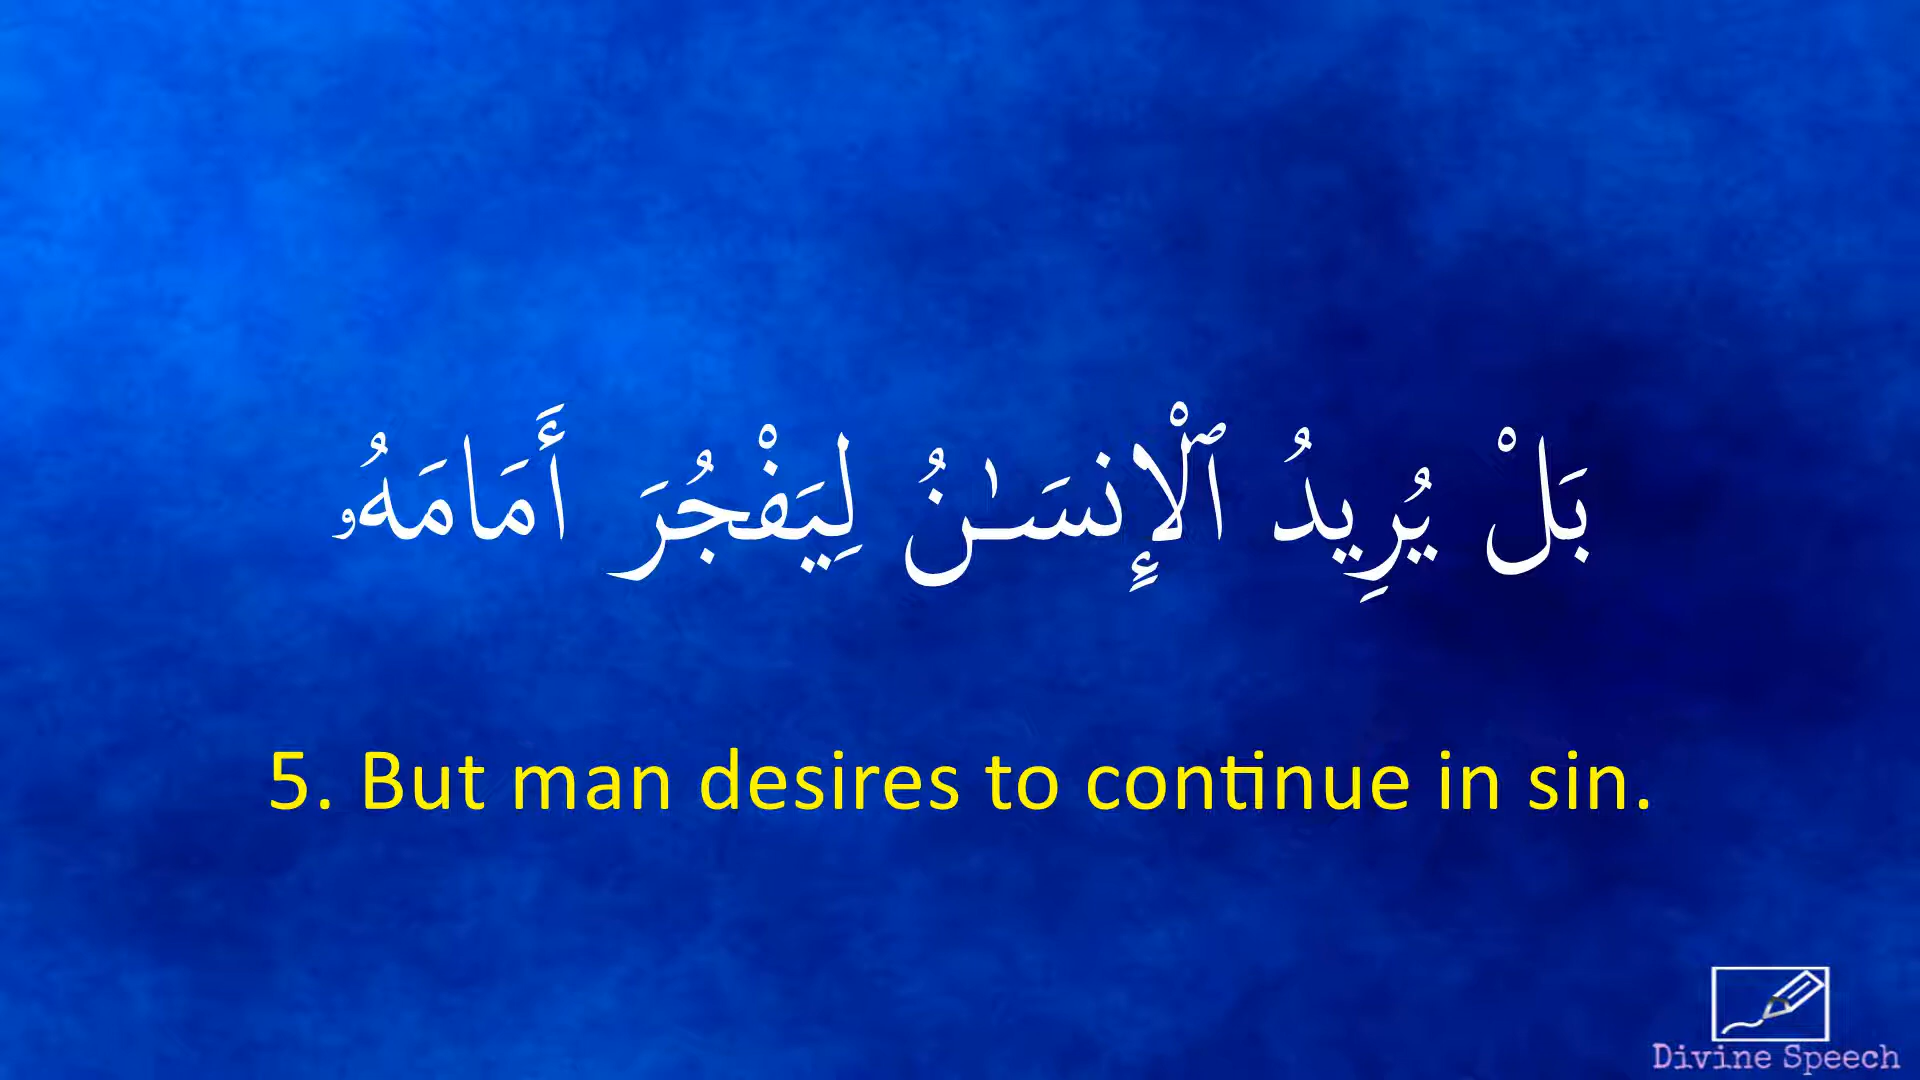 بَلْ يُرِيدُ ٱلْإِنسَـٰنُ لِيَفْجُرَ أَمَامَهُۥ
5. But man desires to continue in sin.
Divine Speech